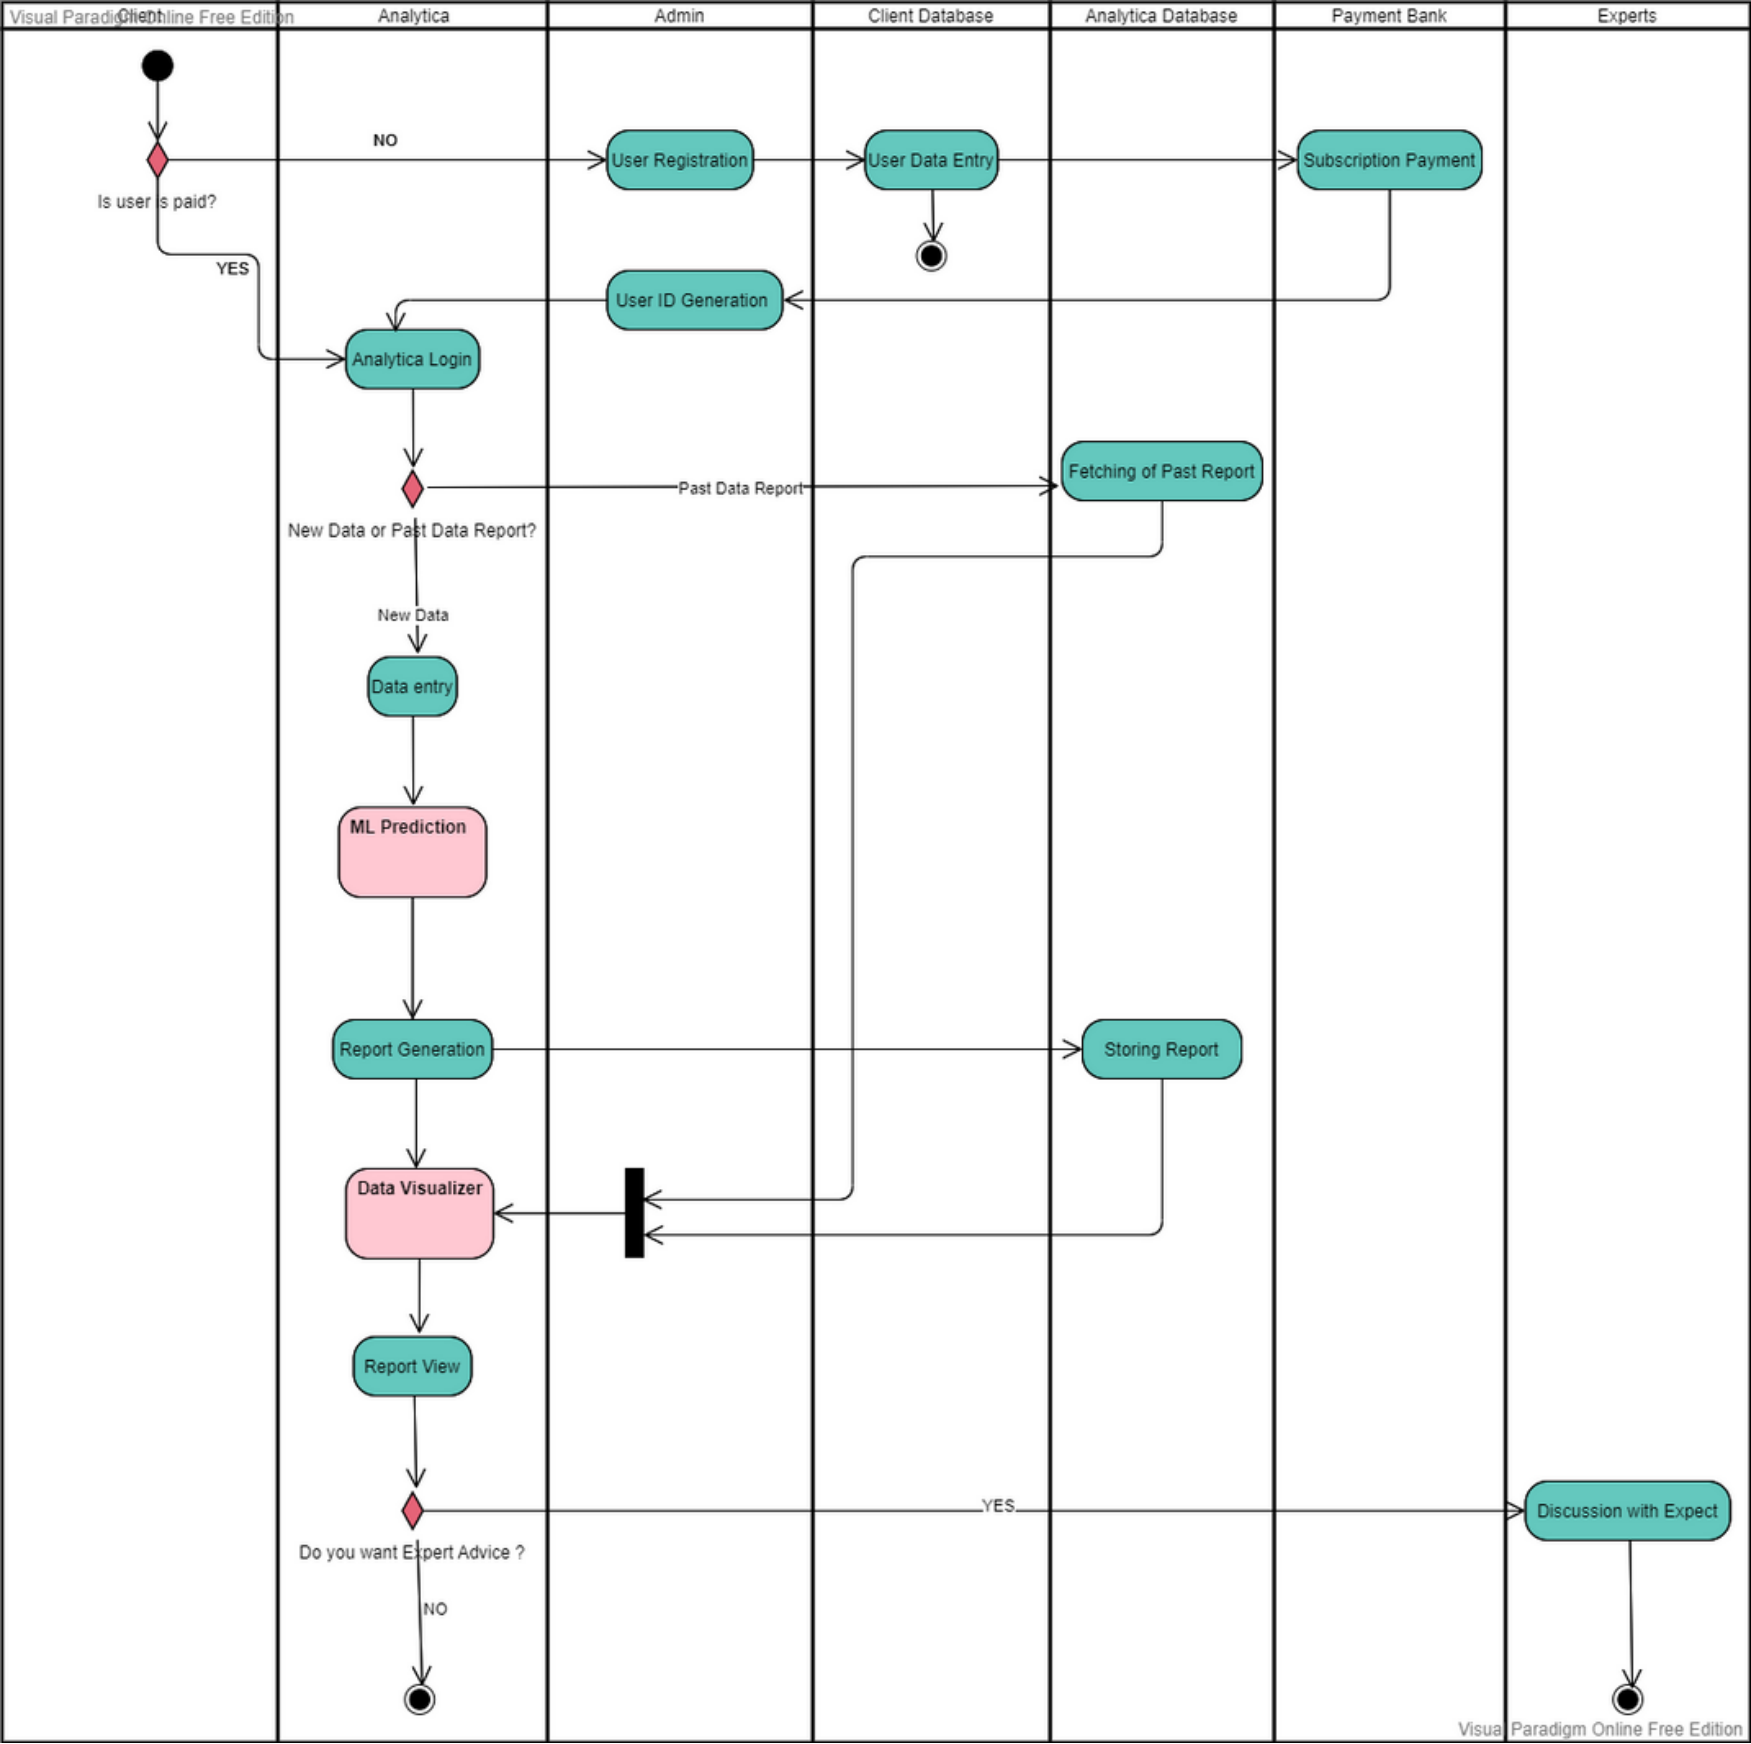 Visual Paradigm Online Free Edition
Client
Analytica
Admin
Client Database
Analytica Database
Payment Bank
Experts
NO
User Registration
User Data Entry
Subscription Payment
Is user is paid?
YES
User ID Generation
Analytica Login
Fetching of Past Report
Past Data Report
New Data or Past Data Report?
New Data
Data entry
ML Prediction
Report Generation
Storing Report
Data Visualizer
Report View
YES
Discussion with Expect
Do you want Expert Advice ?
NO
Visual Paradigm Online Free Edition